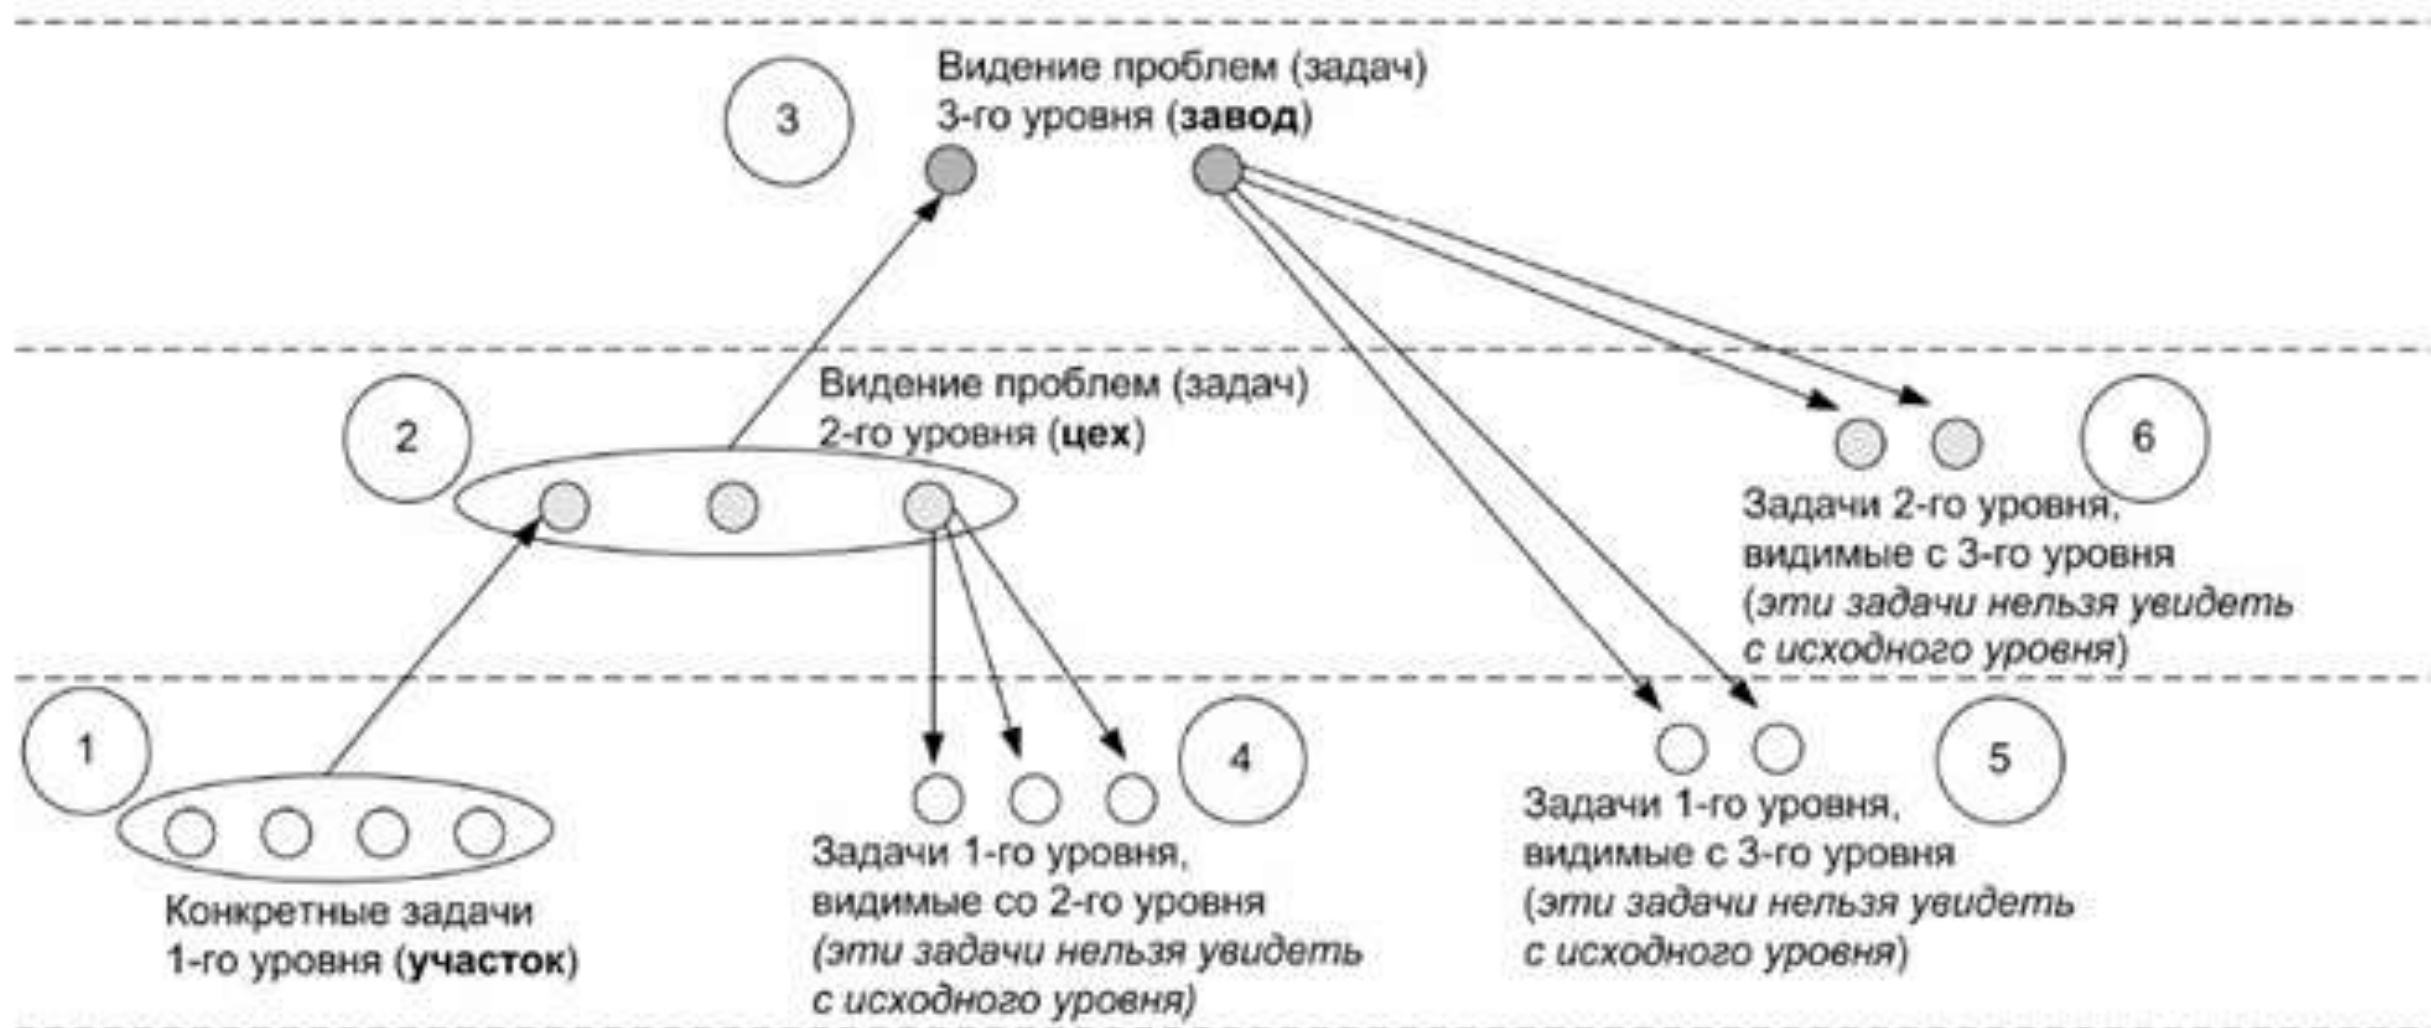 3
Видение проблем (задач)
3-го уровня (завод)
2
Видение проблем (задач)
2-го уровня (цех)
6
Задачи 2-го уровня,
видимые с 3-го уровня
(эти задачи нельзя увидеть
с исходного уровня)
1
Конкретные задачи
1-го уровня (участок)
4
Задачи 1-го уровня,
видимые со 2-го уровня
(эти задачи нельзя увидеть
с исходного уровня)
5
Задачи 1-го уровня,
видимые с 3-го уровня
(эти задачи нельзя увидеть
с исходного уровня)